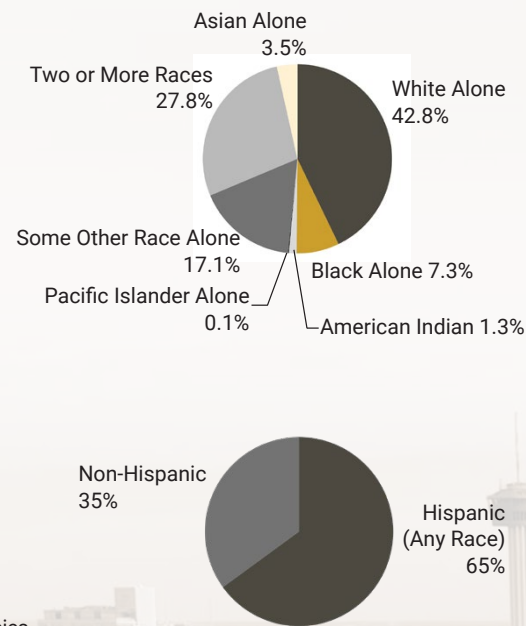 Asian Alone
3.5%
Two or More Races
27.8%
White Alone
42.8%
Some Other Race Alone
17.1%
Black Alone 7.3%
Pacific Islander Alone
0.1%
American Indian 1.3%
Non-Hispanic
35%
Hispanic
(Any Race)
65%